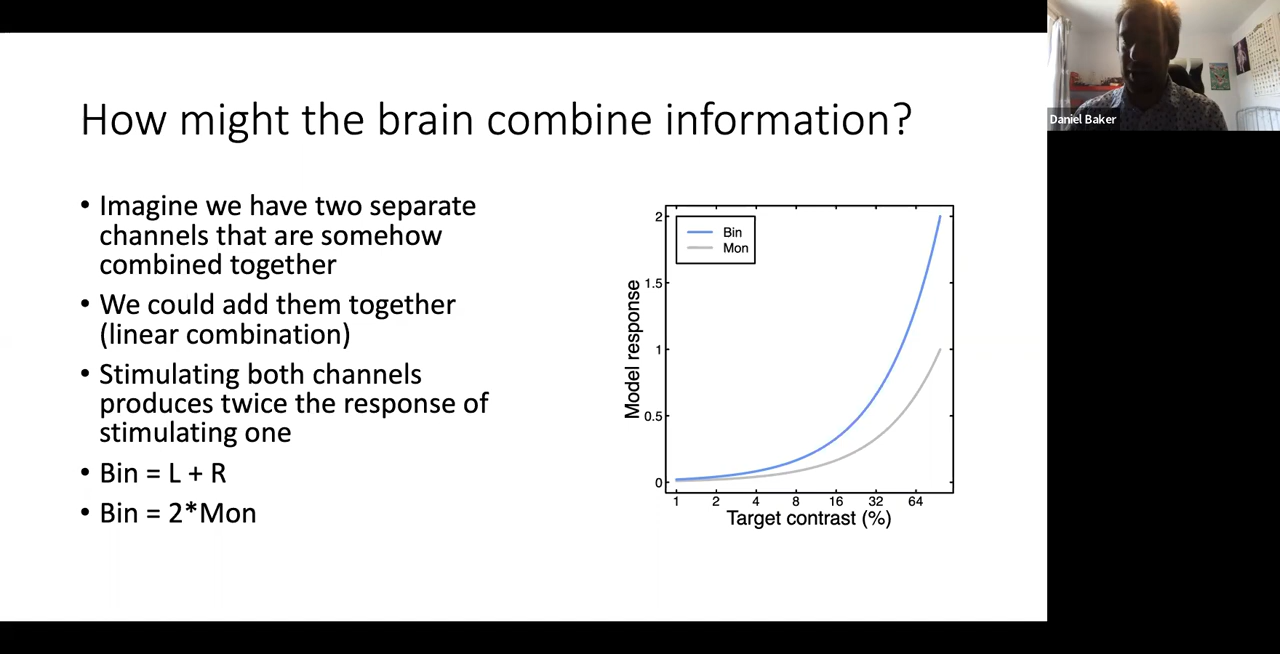 How might the brain combine information?
• Imagine we have two separate
channels that are somehow
combined together
• We could add them together
(linear combination)
• Stimulating both channels
produces twice the response of
stimulating one
• Bin = L + R
• Bin = 2*Mon
Bin
Mon
Model response
2
1.5
1
0.5
0
1 2 4 8 16 32 64
Target contrast (%)
Daniel Baker